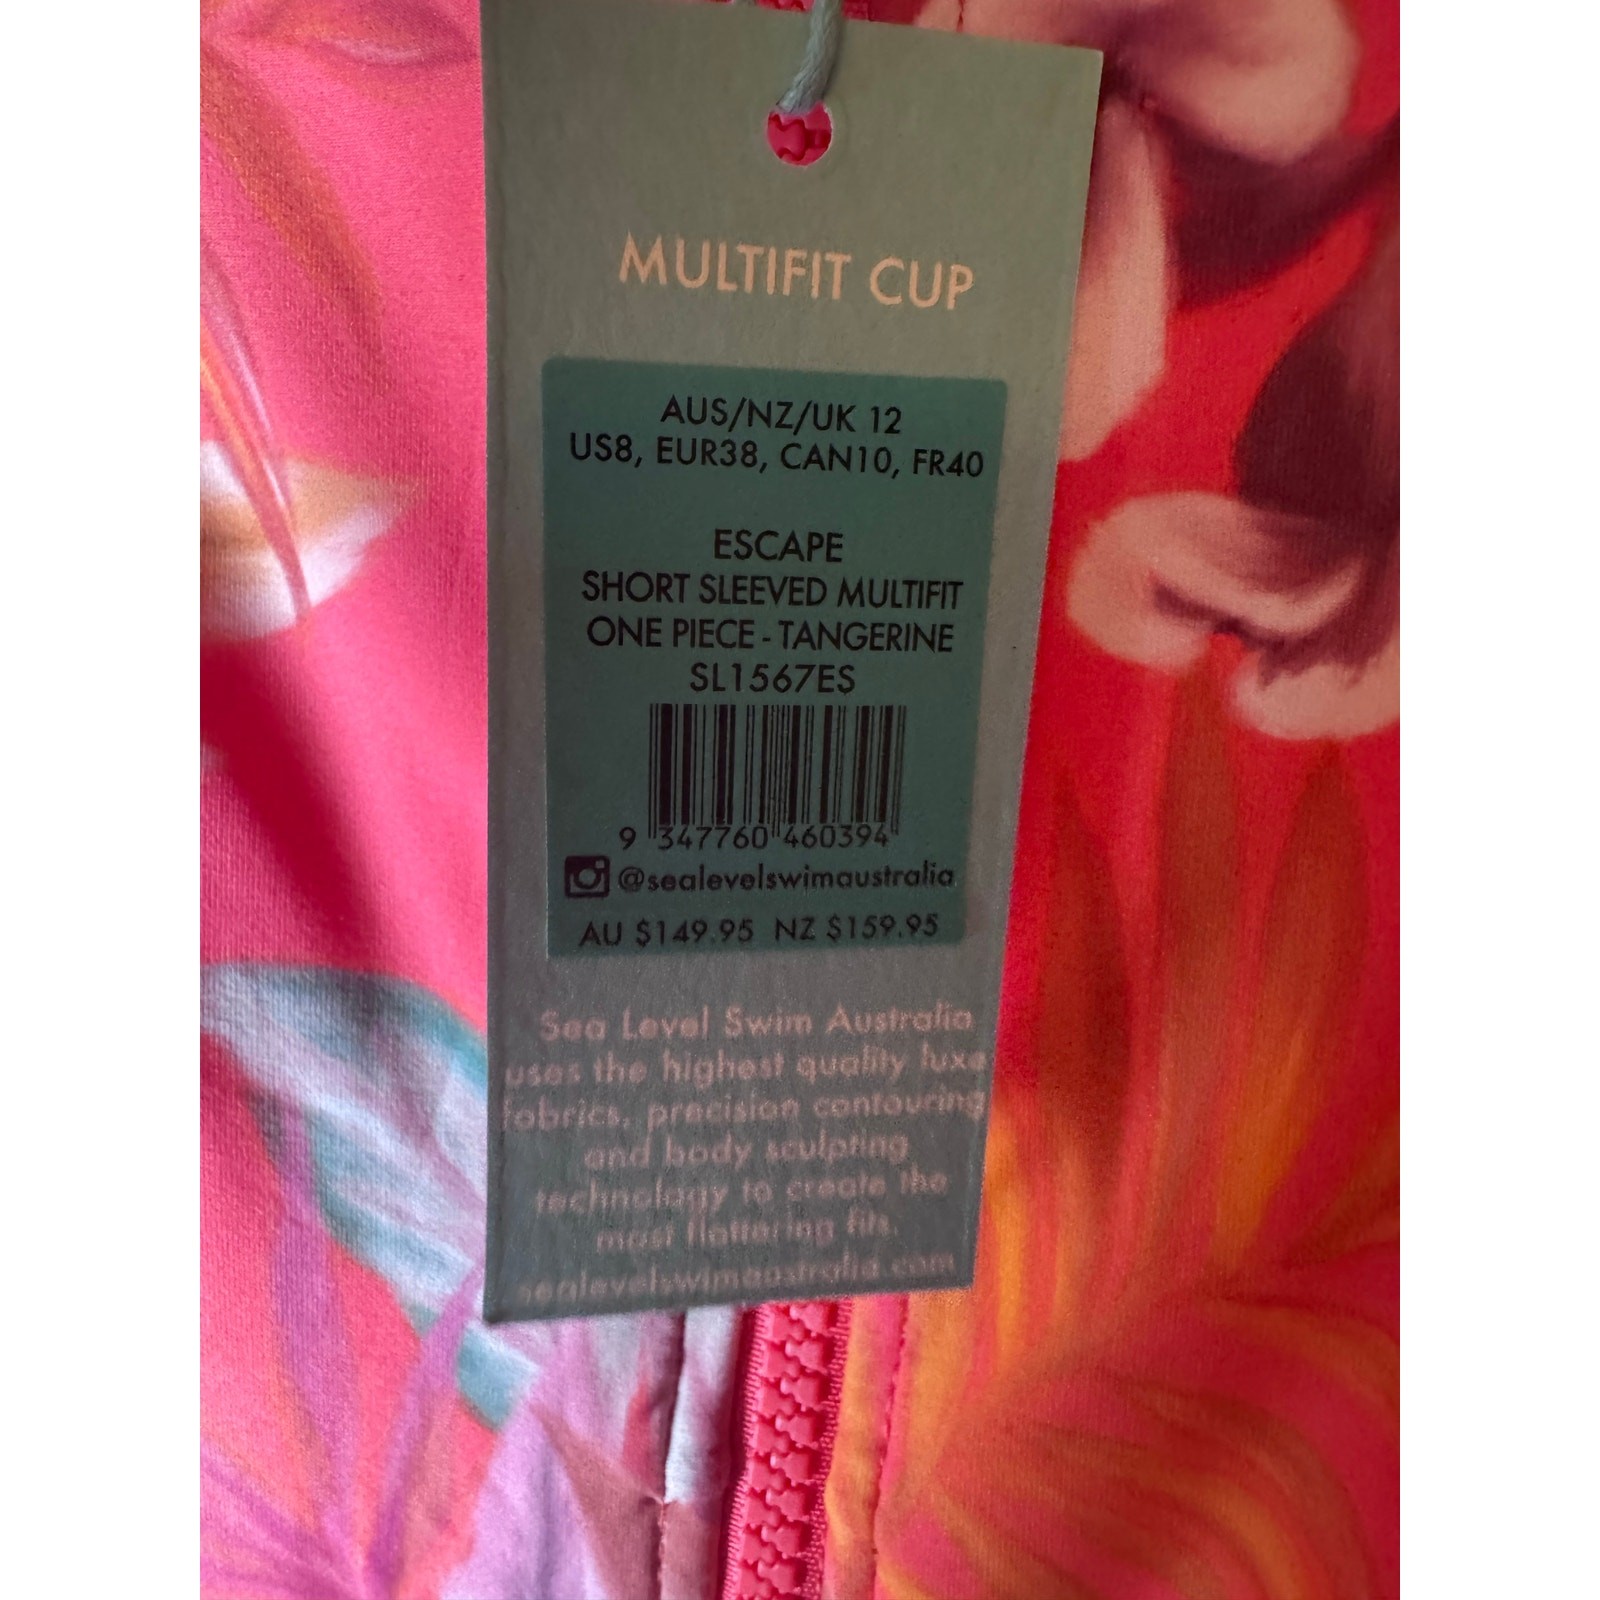 MULTIFIT CUP
AUS/NZ/UK 12
US8, EUR38, CAN10, FR40
ESCAPE
SHORT SLEEVED MULTIFIT
ONE PIECE - TANGERINE
SL1567ES
9 347760 460394
@sealevelswimaustralia
AU $149.95 NZ $159.95
Sea Level Swim Australia
uses the highest quality luxe
fabrics, precision contouring
and body sculpting
technology to create the
most flattering fits.
sealevelswimaustralia.com